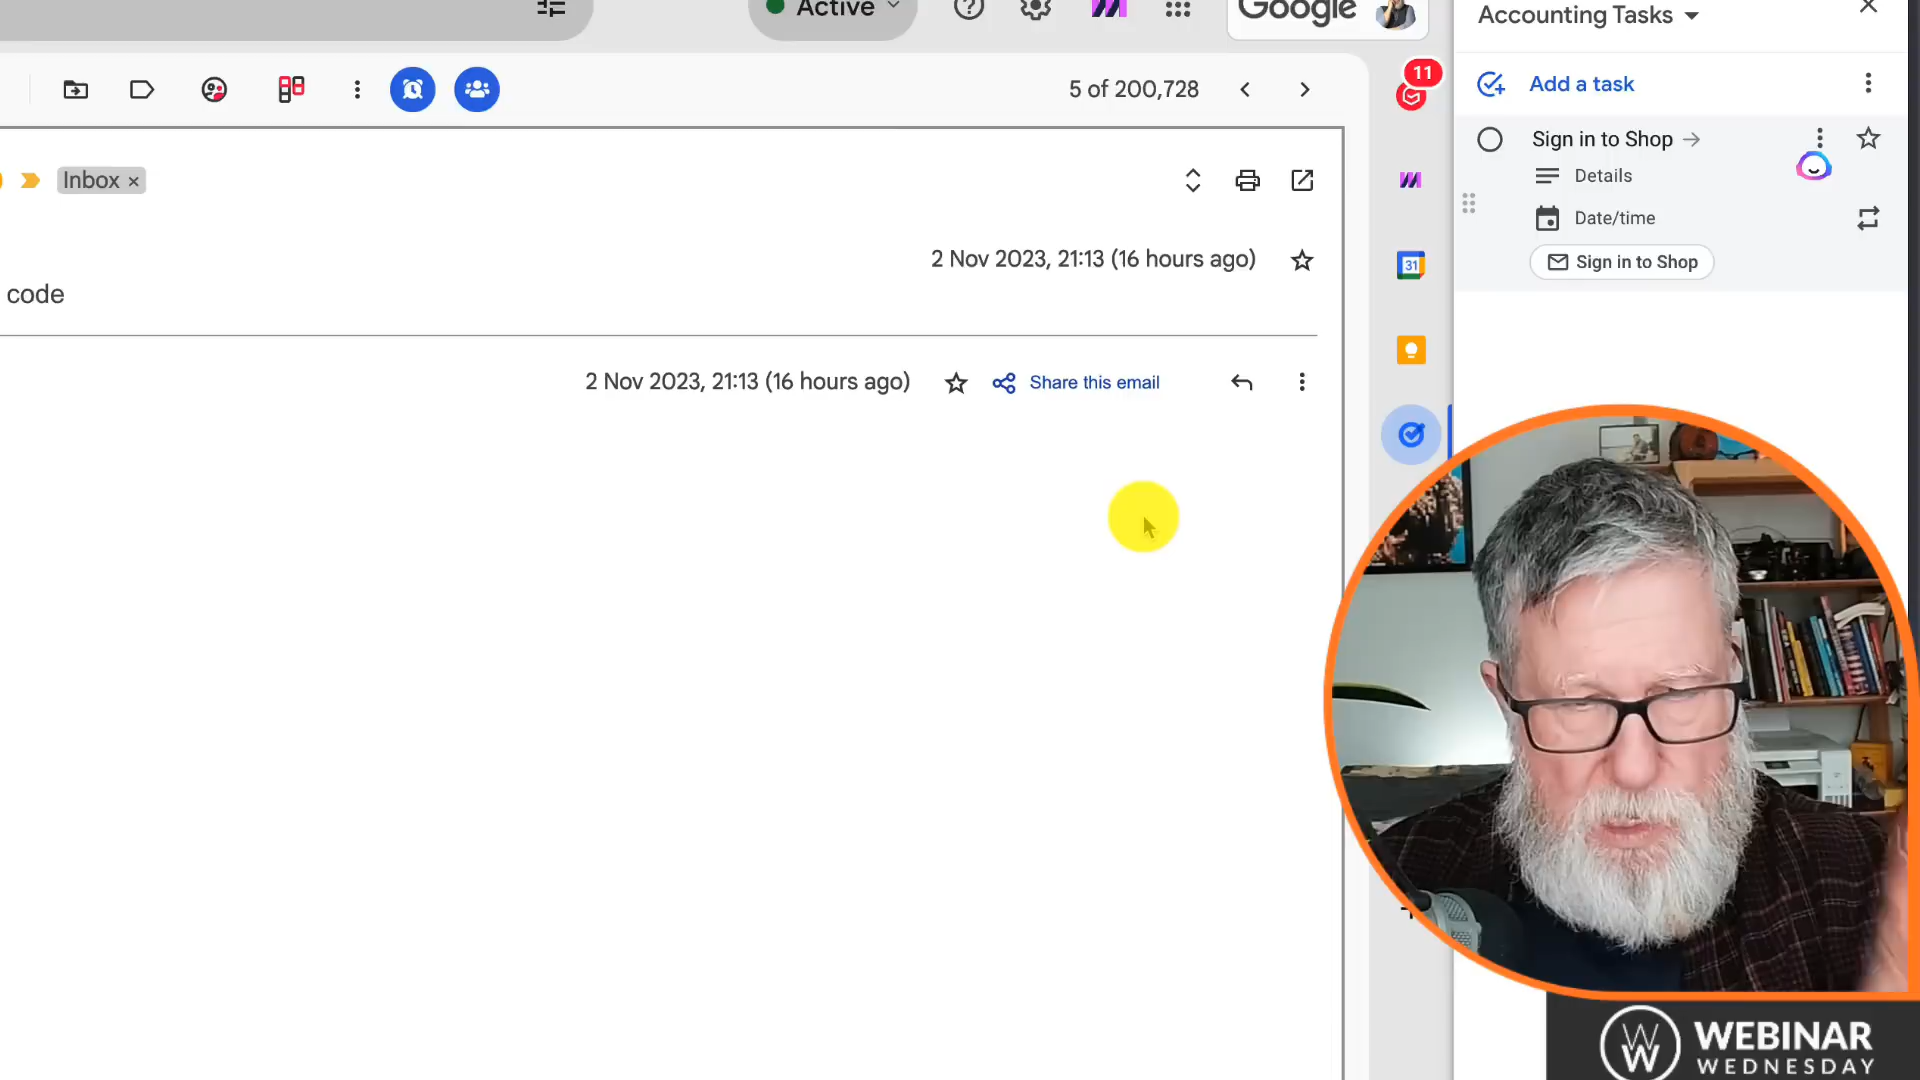 Active
Google
Accounting Tasks
5 of 200,728
11
Add a task
Inbox ×
Sign in to Shop
Details
Date/time
Sign in to Shop
2 Nov 2023, 21:13 (16 hours ago)
31
code
2 Nov 2023, 21:13 (16 hours ago)
Share this email
W
WEBINAR
WEDNESDAY